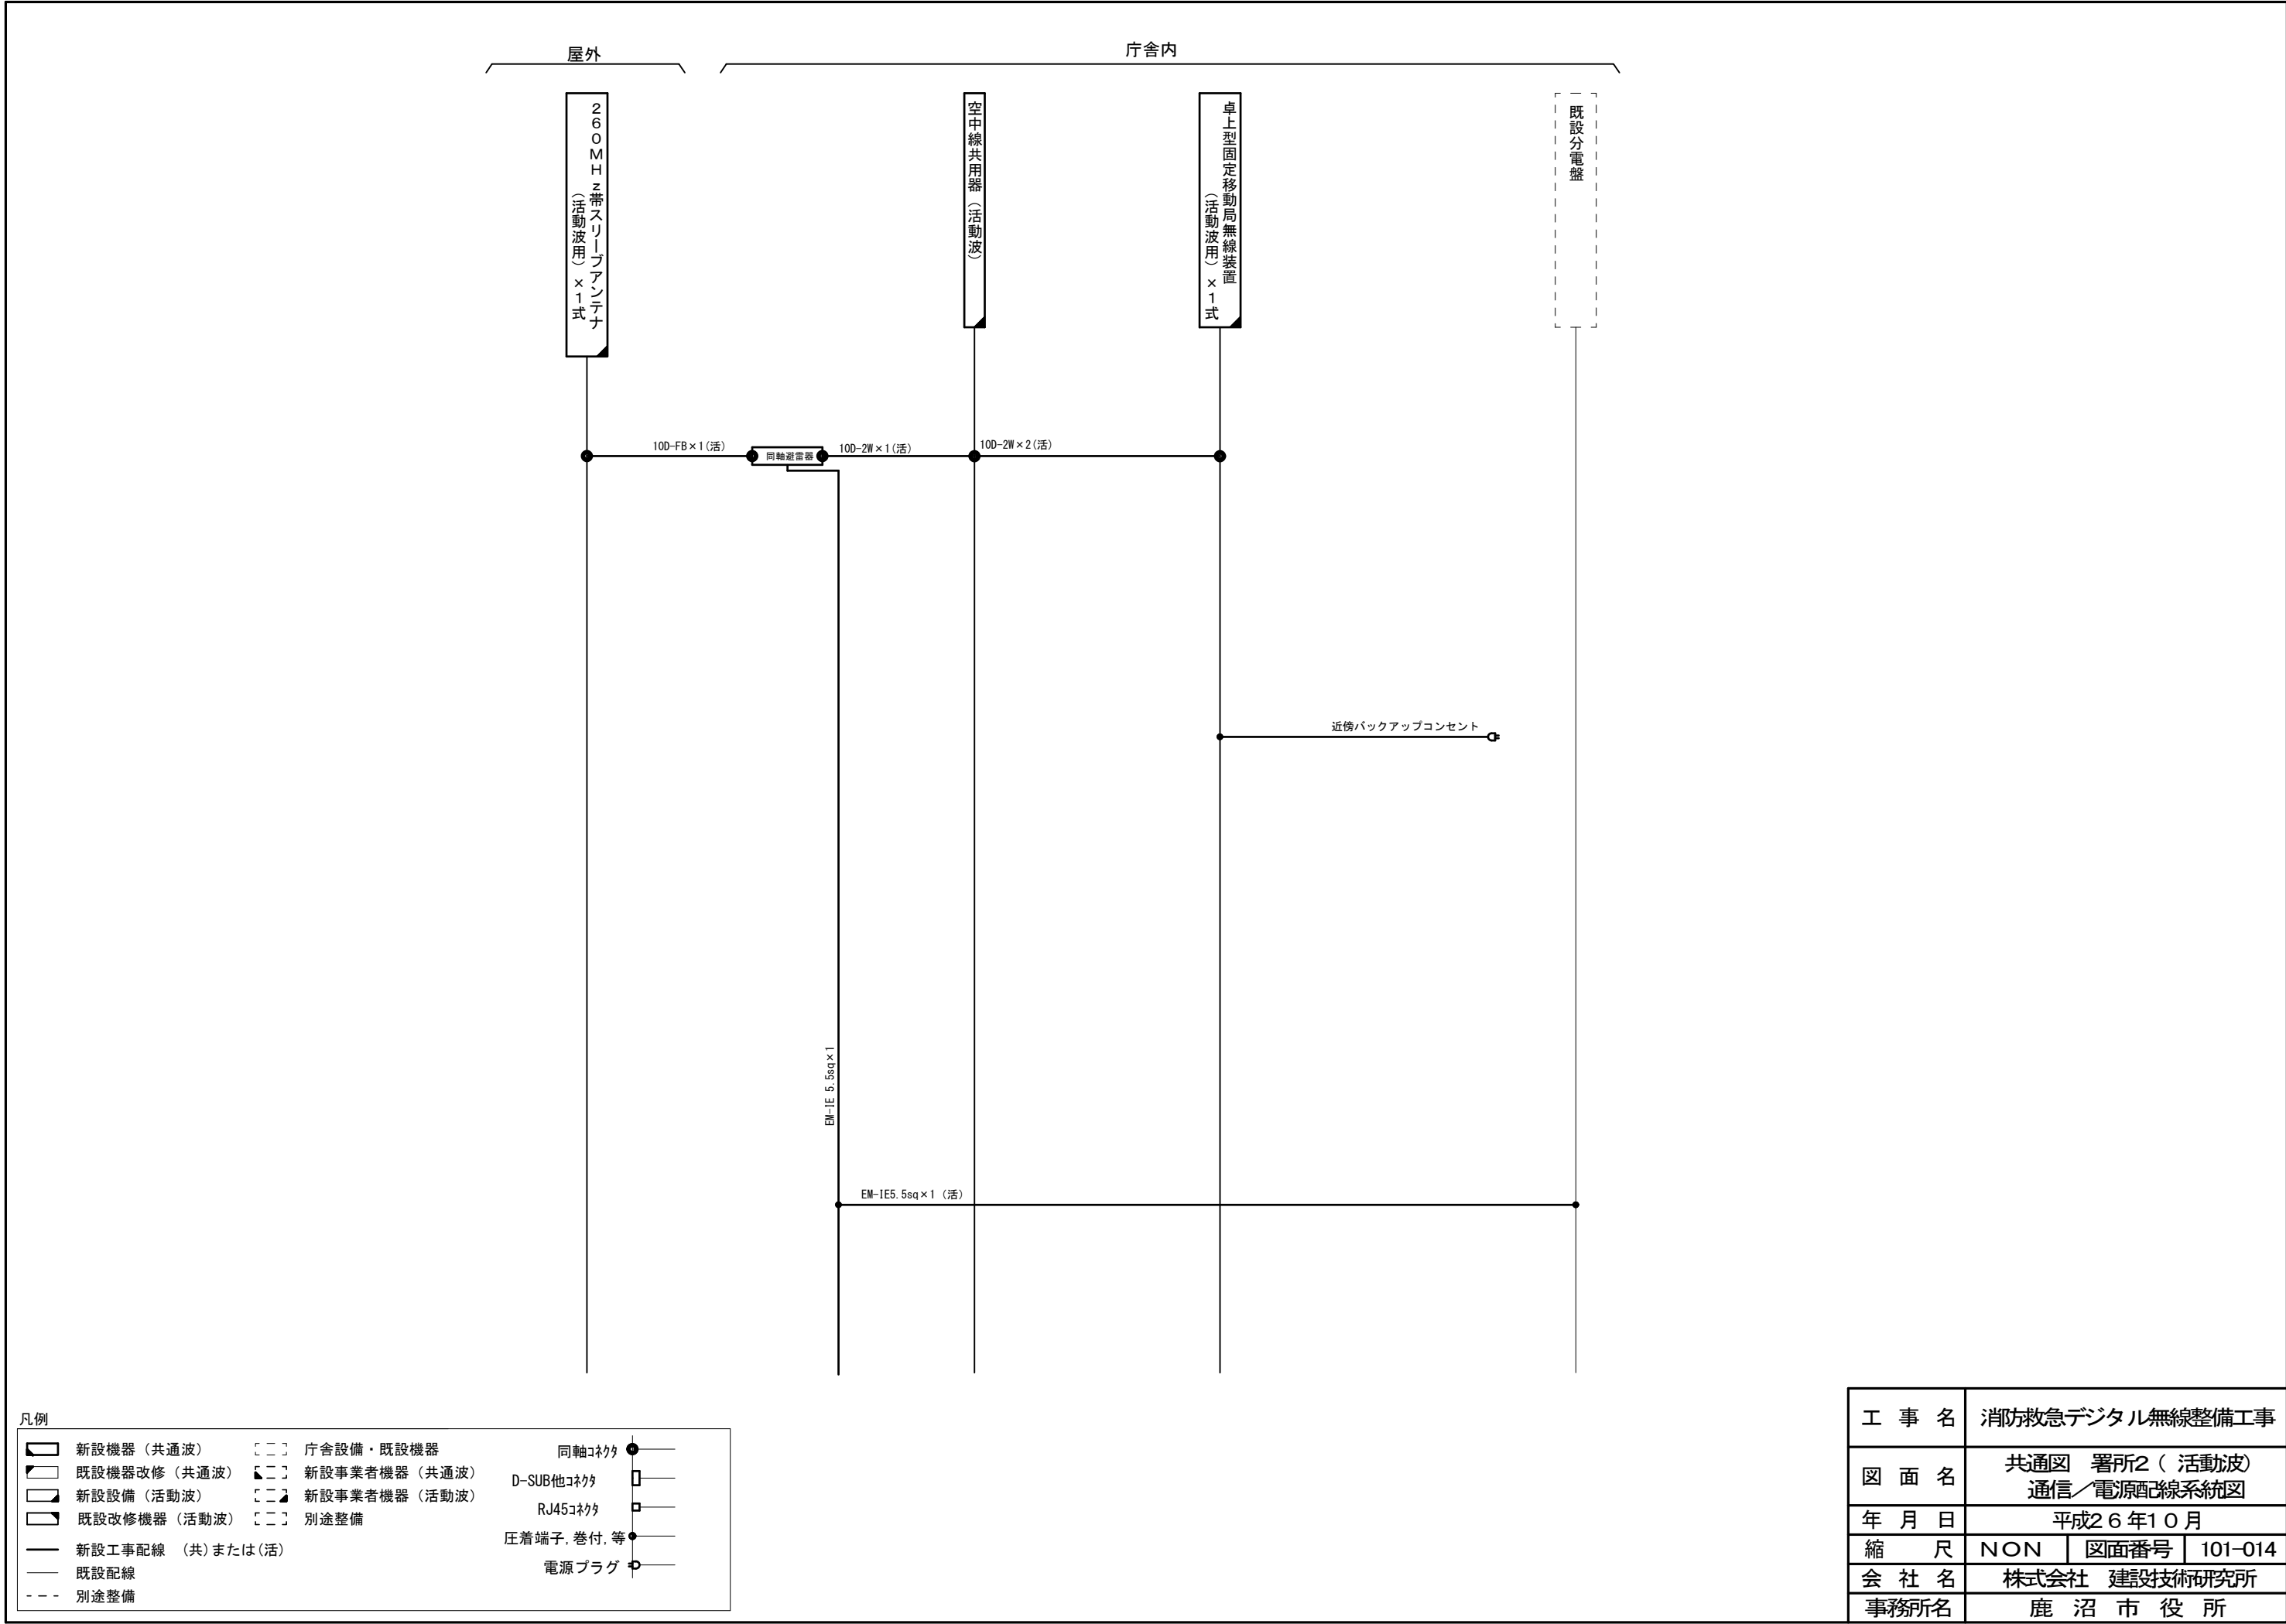 屋外
庁舎内
２６０ＭＨｚ帯スリーブアンテナ
（活動波用）×１式
空中線共用器（活動波）
卓上型固定移動局無線装置
（活動波用）×１式
既設分電盤
10D-FB×1(活)
同軸避雷器
10D-2W×1(活)
10D-2W×2(活)
近傍バックアップコンセント
EM-IE 5.5sq×1
EM-IE5.5sq×1（活）
凡例
新設機器（共通波）
既設機器改修（共通波）
新設設備（活動波）
既設改修機器（活動波）
新設工事配線　(共)または(活)
既設配線
別途整備
庁舎設備・既設機器
新設事業者機器（共通波）
新設事業者機器（活動波）
別途整備
同軸ｺﾈｸﾀ
D-SUB他ｺﾈｸﾀ
RJ45ｺﾈｸﾀ
圧着端子,巻付,等
電源プラグ
工事名　消防救急デジタル無線整備工事
図面名　共通図　署所2（ 活動波）
通信／電源配線系統図
年月日　平成２６年１０月
縮尺　ＮＯＮ　図面番号　101-014
会社名　株式会社　建設技術研究所
事務所名　鹿沼市役所